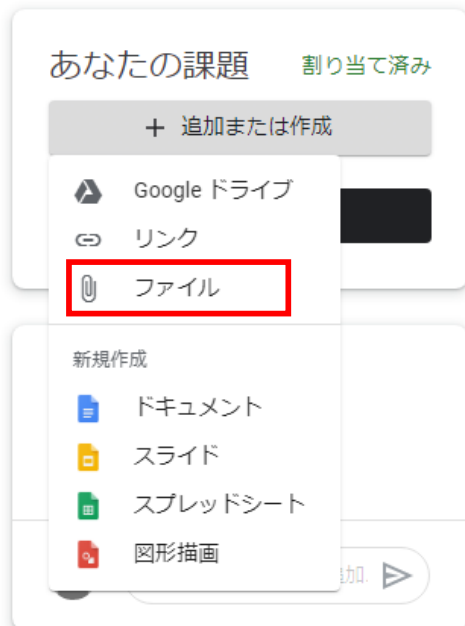 あなたの課題 割り当て済み
+ 追加または作成
Google ドライブ
リンク
ファイル
新規作成
ドキュメント
スライド
スプレッドシート
図形描画
追加